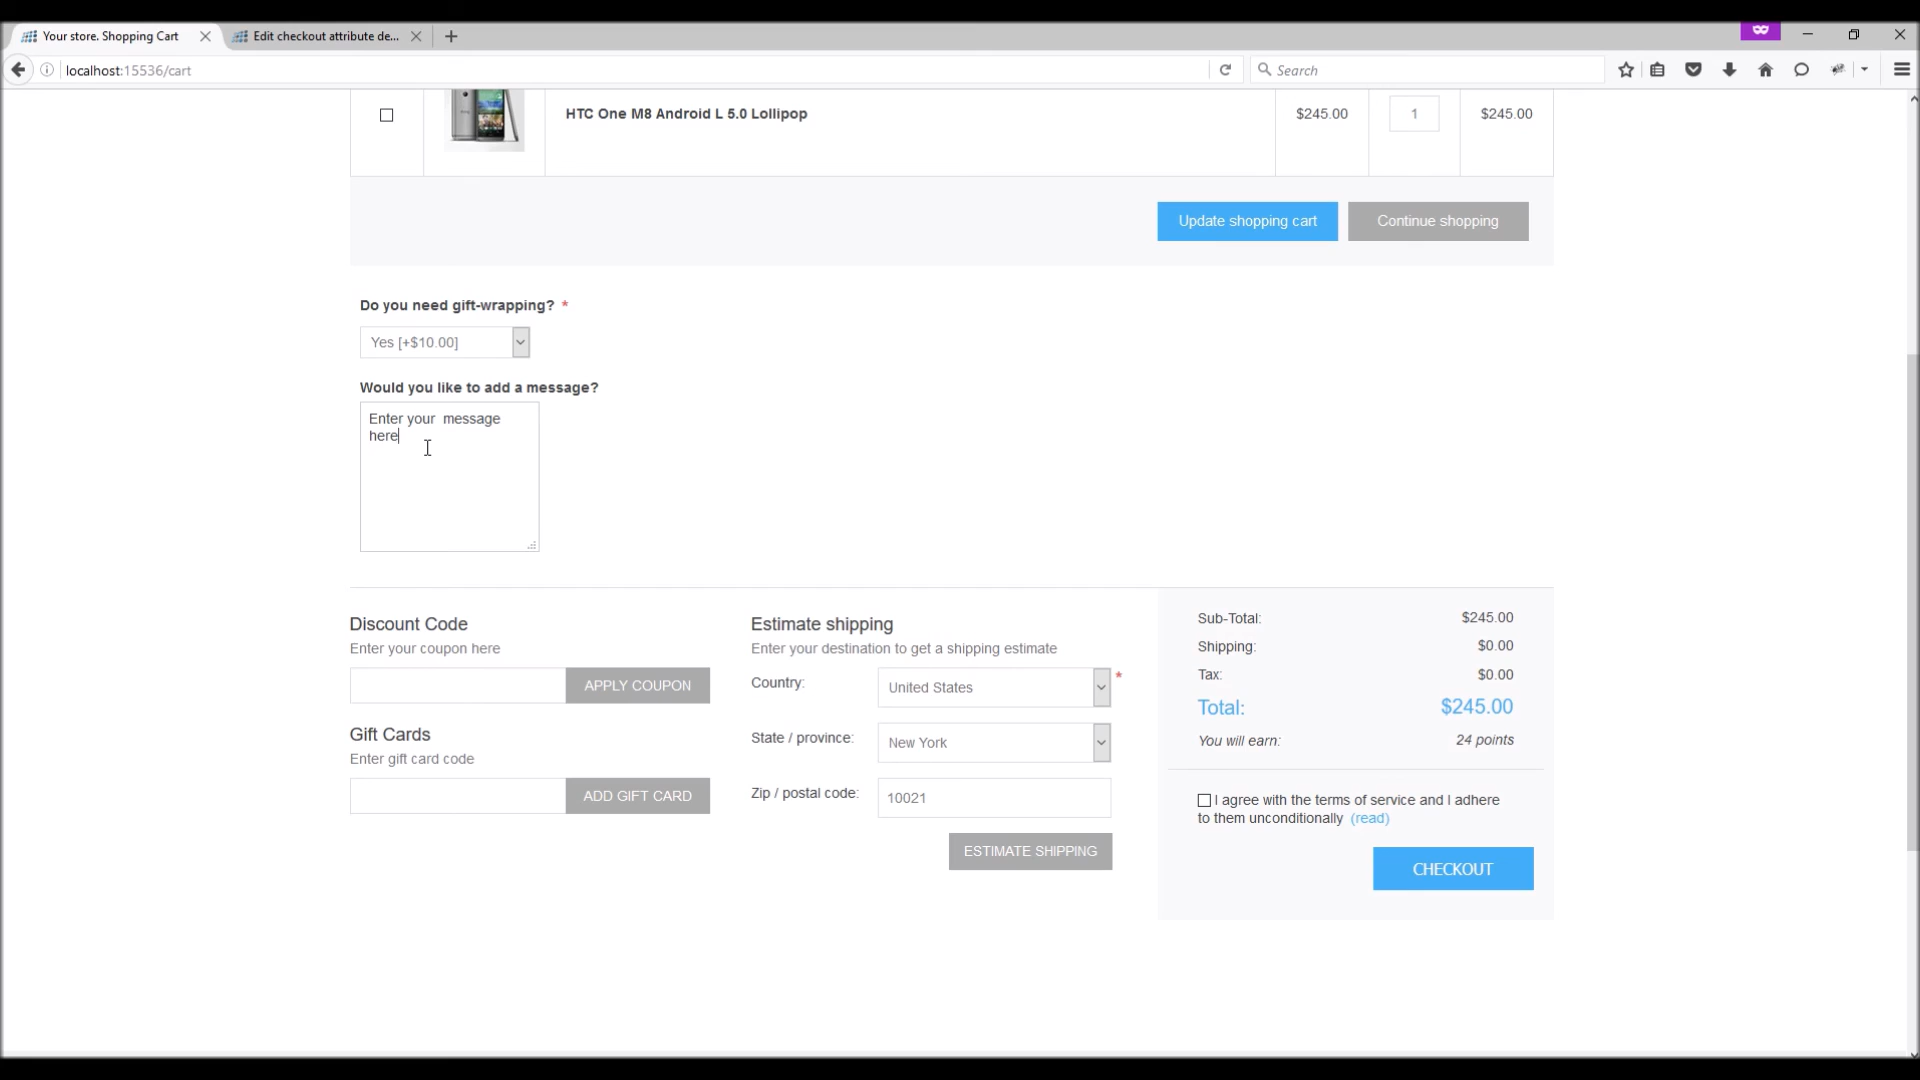 Your store. Shopping Cart
Edit checkout attribute de...
localhost:15536/cart
Search
HTC One M8 Android L 5.0 Lollipop
$245.00
1
$245.00
Update shopping cart
Continue shopping
Do you need gift-wrapping? *
Yes [+$10.00]
Would you like to add a message?
Enter your  message
here
Discount Code
Enter your coupon here
APPLY COUPON
Gift Cards
Enter gift card code
ADD GIFT CARD
Estimate shipping
Enter your destination to get a shipping estimate
Country:
United States
*
State / province:
New York
Zip / postal code:
10021
ESTIMATE SHIPPING
Sub-Total: $245.00
Shipping: $0.00
Tax: $0.00
Total: $245.00
You will earn: 24 points
I agree with the terms of service and I adhere
to them unconditionally (read)
CHECKOUT